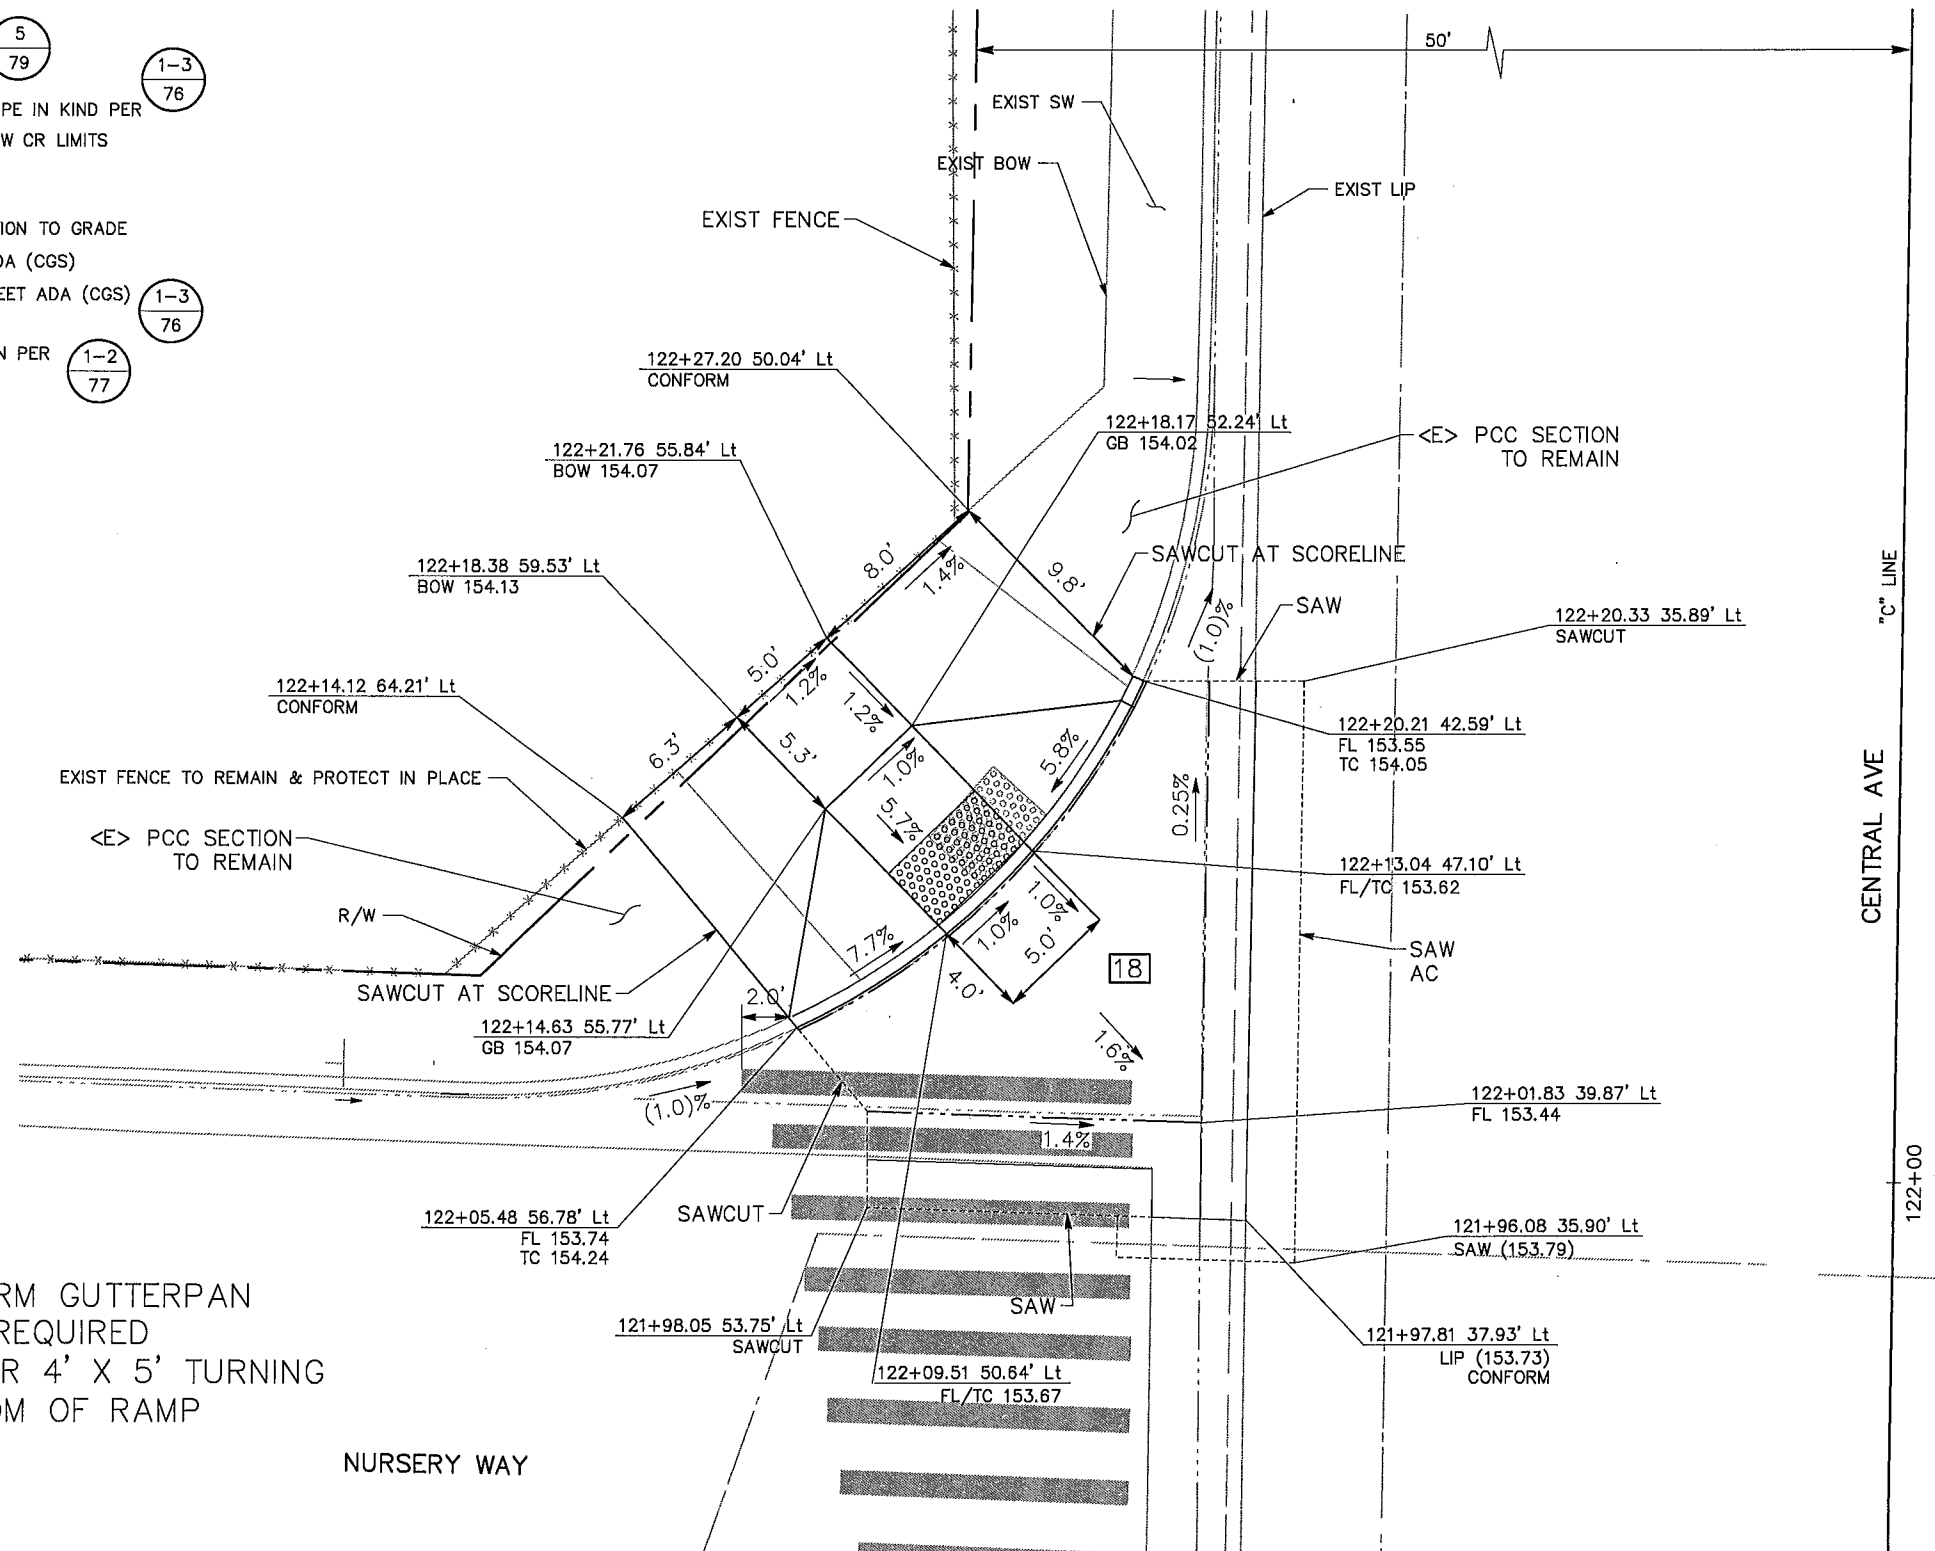 5
79
1-3
76
PE IN KIND PER
W CR LIMITS
ION TO GRADE
DA (CGS)
EET ADA (CGS)
1-3
76
N PER
1-2
77
50'
EXIST SW
EXIST BOW
EXIST LIP
EXIST FENCE
122+27.20 50.04' Lt
CONFORM
122+18.17 52.24' Lt
GB 154.02
<E> PCC SECTION
TO REMAIN
122+21.76 55.84' Lt
BOW 154.07
122+18.38 59.53' Lt
BOW 154.13
8.0'
1.4%
9.8'
SAWCUT AT SCORELINE
SAW
(1.0)%
122+20.33 35.89' Lt
SAWCUT
"C" LINE
122+14.12 64.21' Lt
CONFORM
5.0'
1.2%
1.2%
6.3'
5.3'
1.0%
5.7%
5.8%
122+20.21 42.59' Lt
FL 153.55
TC 154.05
EXIST FENCE TO REMAIN & PROTECT IN PLACE
<E> PCC SECTION
TO REMAIN
0.25%
CENTRAL AVE
122+13.04 47.10' Lt
FL/TC 153.62
R/W
7.7%
1.0%
1.0%
5.0'
4.0'
18
SAW
AC
SAWCUT AT SCORELINE
2.0'
122+14.63 55.77' Lt
GB 154.07
1.6%
(1.0)%
1.4%
122+01.83 39.87' Lt
FL 153.44
122+00
122+05.48 56.78' Lt
FL 153.74
TC 154.24
SAWCUT
121+96.08 35.90' Lt
SAW (153.79)
SAW
121+98.05 53.75' Lt
SAWCUT
121+97.81 37.93' Lt
LIP (153.73)
CONFORM
122+09.51 50.64' Lt
FL/TC 153.67
RM GUTTERPAN
REQUIRED
R 4' X 5' TURNING
OM OF RAMP
NURSERY WAY